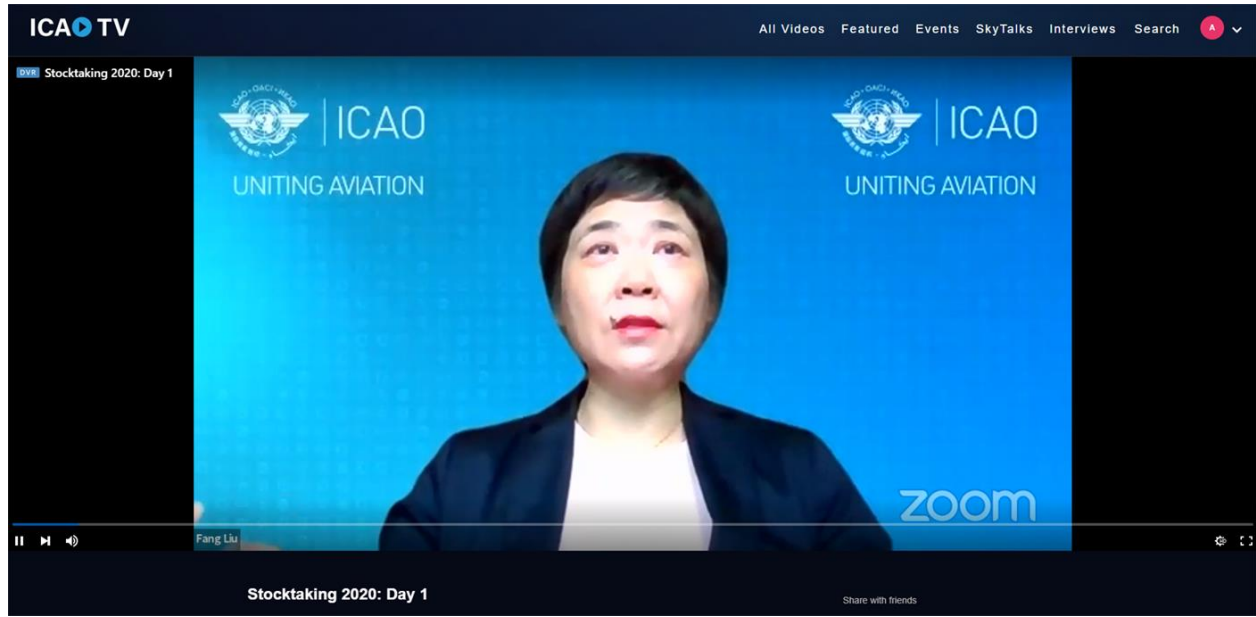 ICAO TV
All Videos Featured Events SkyTalks Interviews Search A
DVR Stocktaking 2020: Day 1
ICAO
UNITING AVIATION
ICAO
UNITING AVIATION
zoom
Fang Liu
Stocktaking 2020: Day 1
Share with friends